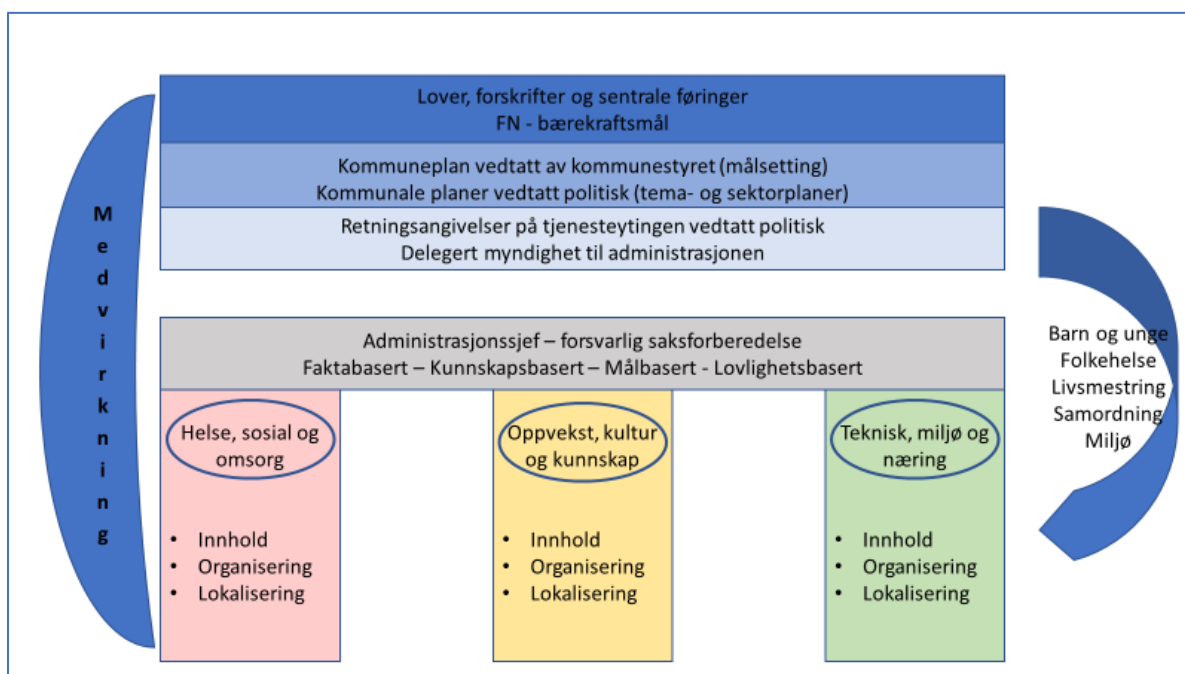 Medvirkning
Lover, forskrifter og sentrale føringer
FN - bærekraftsmål
Kommuneplan vedtatt av kommunestyret (målsetting)
Kommunale planer vedtatt politisk (tema- og sektorplaner)
Retningsangivelser på tjenesteytingen vedtatt politisk
Delegert myndighet til administrasjonen
Administrasjonssjef – forsvarlig saksforberedelse
Faktabasert – Kunnskapsbasert – Målbasert - Lovlighetsbasert
Helse, sosial og
omsorg
• Innhold
• Organisering
• Lokalisering
Oppvekst, kultur
og kunnskap
• Innhold
• Organisering
• Lokalisering
Teknisk, miljø og
næring
• Innhold
• Organisering
• Lokalisering
Barn og unge
Folkehelse
Livsmestring
Samordning
Miljø